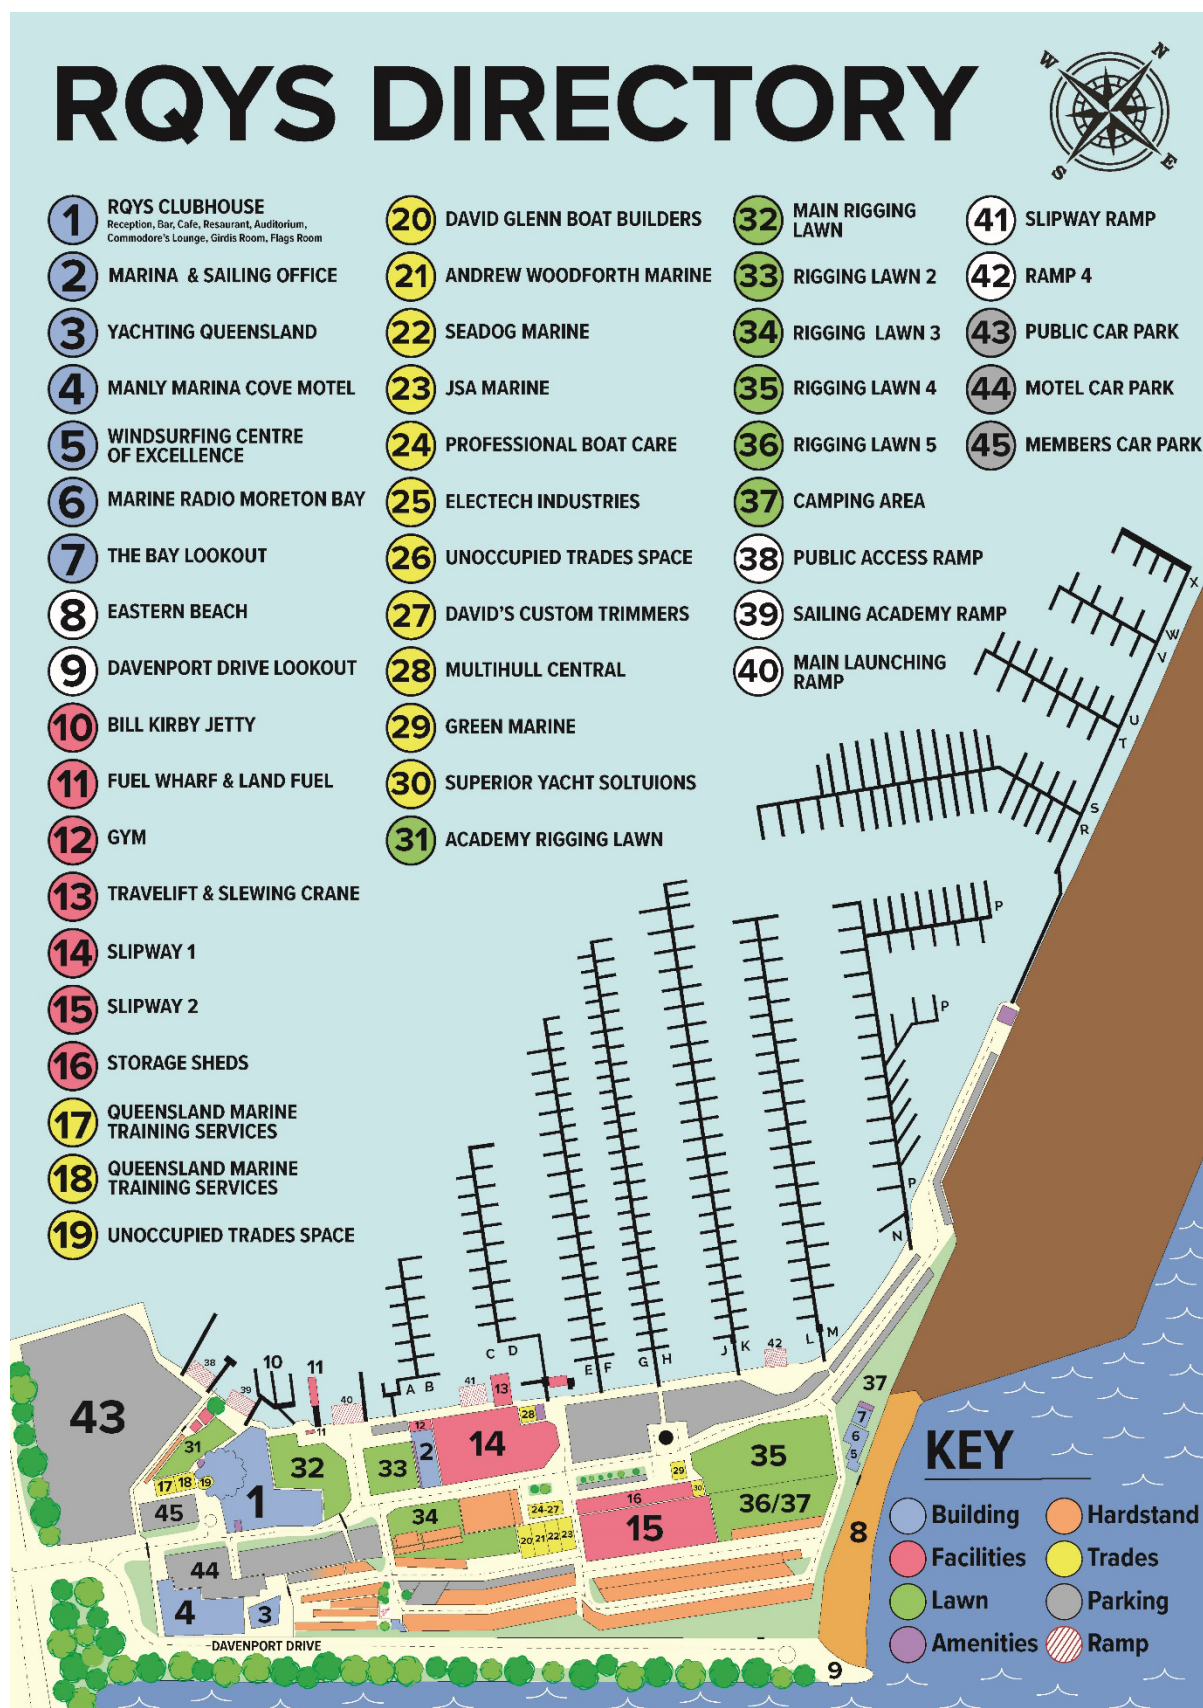 RQYS DIRECTORY
W
N
S
E
1
RQYS CLUBHOUSE
Reception, Bar, Cafe, Resaurant, Auditorium,
Commodore's Lounge, Girdis Room, Flags Room
2
MARINA & SAILING OFFICE
3
YACHTING QUEENSLAND
4
MANLY MARINA COVE MOTEL
5
WINDSURFING CENTRE
OF EXCELLENCE
6
MARINE RADIO MORETON BAY
7
THE BAY LOOKOUT
8
EASTERN BEACH
9
DAVENPORT DRIVE LOOKOUT
10
BILL KIRBY JETTY
11
FUEL WHARF & LAND FUEL
12
GYM
13
TRAVELIFT & SLEWING CRANE
14
SLIPWAY 1
15
SLIPWAY 2
16
STORAGE SHEDS
17
QUEENSLAND MARINE
TRAINING SERVICES
18
QUEENSLAND MARINE
TRAINING SERVICES
19
UNOCCUPIED TRADES SPACE
20
DAVID GLENN BOAT BUILDERS
21
ANDREW WOODFORTH MARINE
22
SEADOG MARINE
23
JSA MARINE
24
PROFESSIONAL BOAT CARE
25
ELECTECH INDUSTRIES
26
UNOCCUPIED TRADES SPACE
27
DAVID'S CUSTOM TRIMMERS
28
MULTIHULL CENTRAL
29
GREEN MARINE
30
SUPERIOR YACHT SOLTUIONS
31
ACADEMY RIGGING LAWN
32
MAIN RIGGING
LAWN
33
RIGGING LAWN 2
34
RIGGING LAWN 3
35
RIGGING LAWN 4
36
RIGGING LAWN 5
37
CAMPING AREA
38
PUBLIC ACCESS RAMP
39
SAILING ACADEMY RAMP
40
MAIN LAUNCHING
RAMP
41
SLIPWAY RAMP
42
RAMP 4
43
PUBLIC CAR PARK
44
MOTEL CAR PARK
45
MEMBERS CAR PARK
X
W
V
U
T
S
R
P
P
P
N
M
L
K
J
H
G
F
E
D
C
B
A
42
41
13
40
11
10
39
38
43
31
17
18
19
45
1
11
32
33
12
2
14
28
34
24-27
20
21
22
23
16
15
29
30
35
36/37
37
7
6
5
8
9
44
4
3
DAVENPORT DRIVE
KEY
Building
Hardstand
Facilities
Trades
Lawn
Parking
Amenities
Ramp